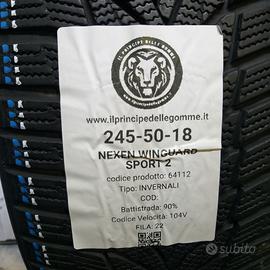 IL PRINCIPE DELLE GOMME
www.ilprincipedellegomme.it
245-50-18
NEXEN WINGUARD
SPORT 2
codice prodotto: 64112
Tipo: INVERNALI
COD:
Battistrada: 90%
Codice Velocità: 104V
FILA: 22
subito